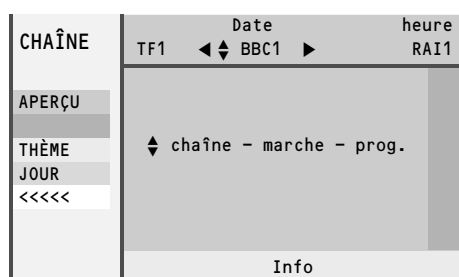 CHAÎNE
APERÇU
THÈME
JOUR
<<<<<
Date heure
TF1 BBC1 RAI1
chaîne - marche - prog.
Info